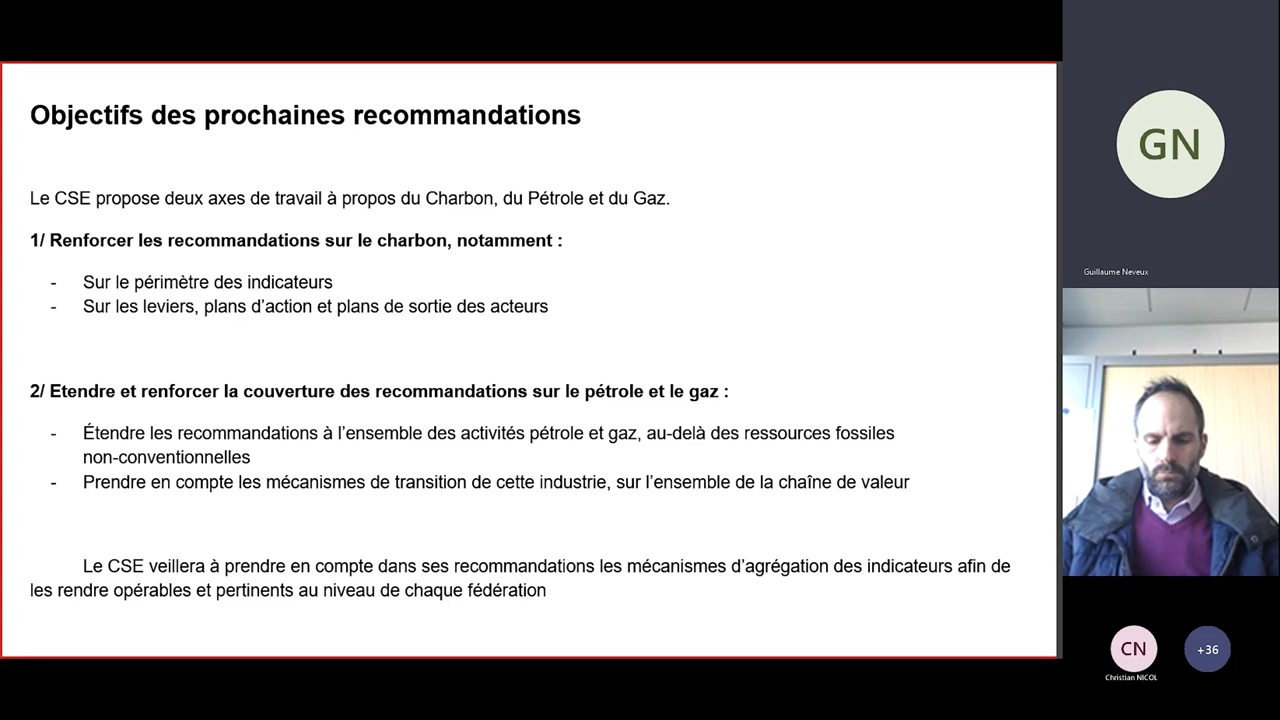 Objectifs des prochaines recommandations
Le CSE propose deux axes de travail à propos du Charbon, du Pétrole et du Gaz.
1/ Renforcer les recommandations sur le charbon, notamment :
- Sur le périmètre des indicateurs
- Sur les leviers, plans d’action et plans de sortie des acteurs
2/ Etendre et renforcer la couverture des recommandations sur le pétrole et le gaz :
- Étendre les recommandations à l’ensemble des activités pétrole et gaz, au-delà des ressources fossiles
non-conventionnelles
- Prendre en compte les mécanismes de transition de cette industrie, sur l’ensemble de la chaîne de valeur
Le CSE veillera à prendre en compte dans ses recommandations les mécanismes d’agrégation des indicateurs afin de
les rendre opérables et pertinents au niveau de chaque fédération
GN
Guillaume Neveux
CN
+36
Christian NICOL